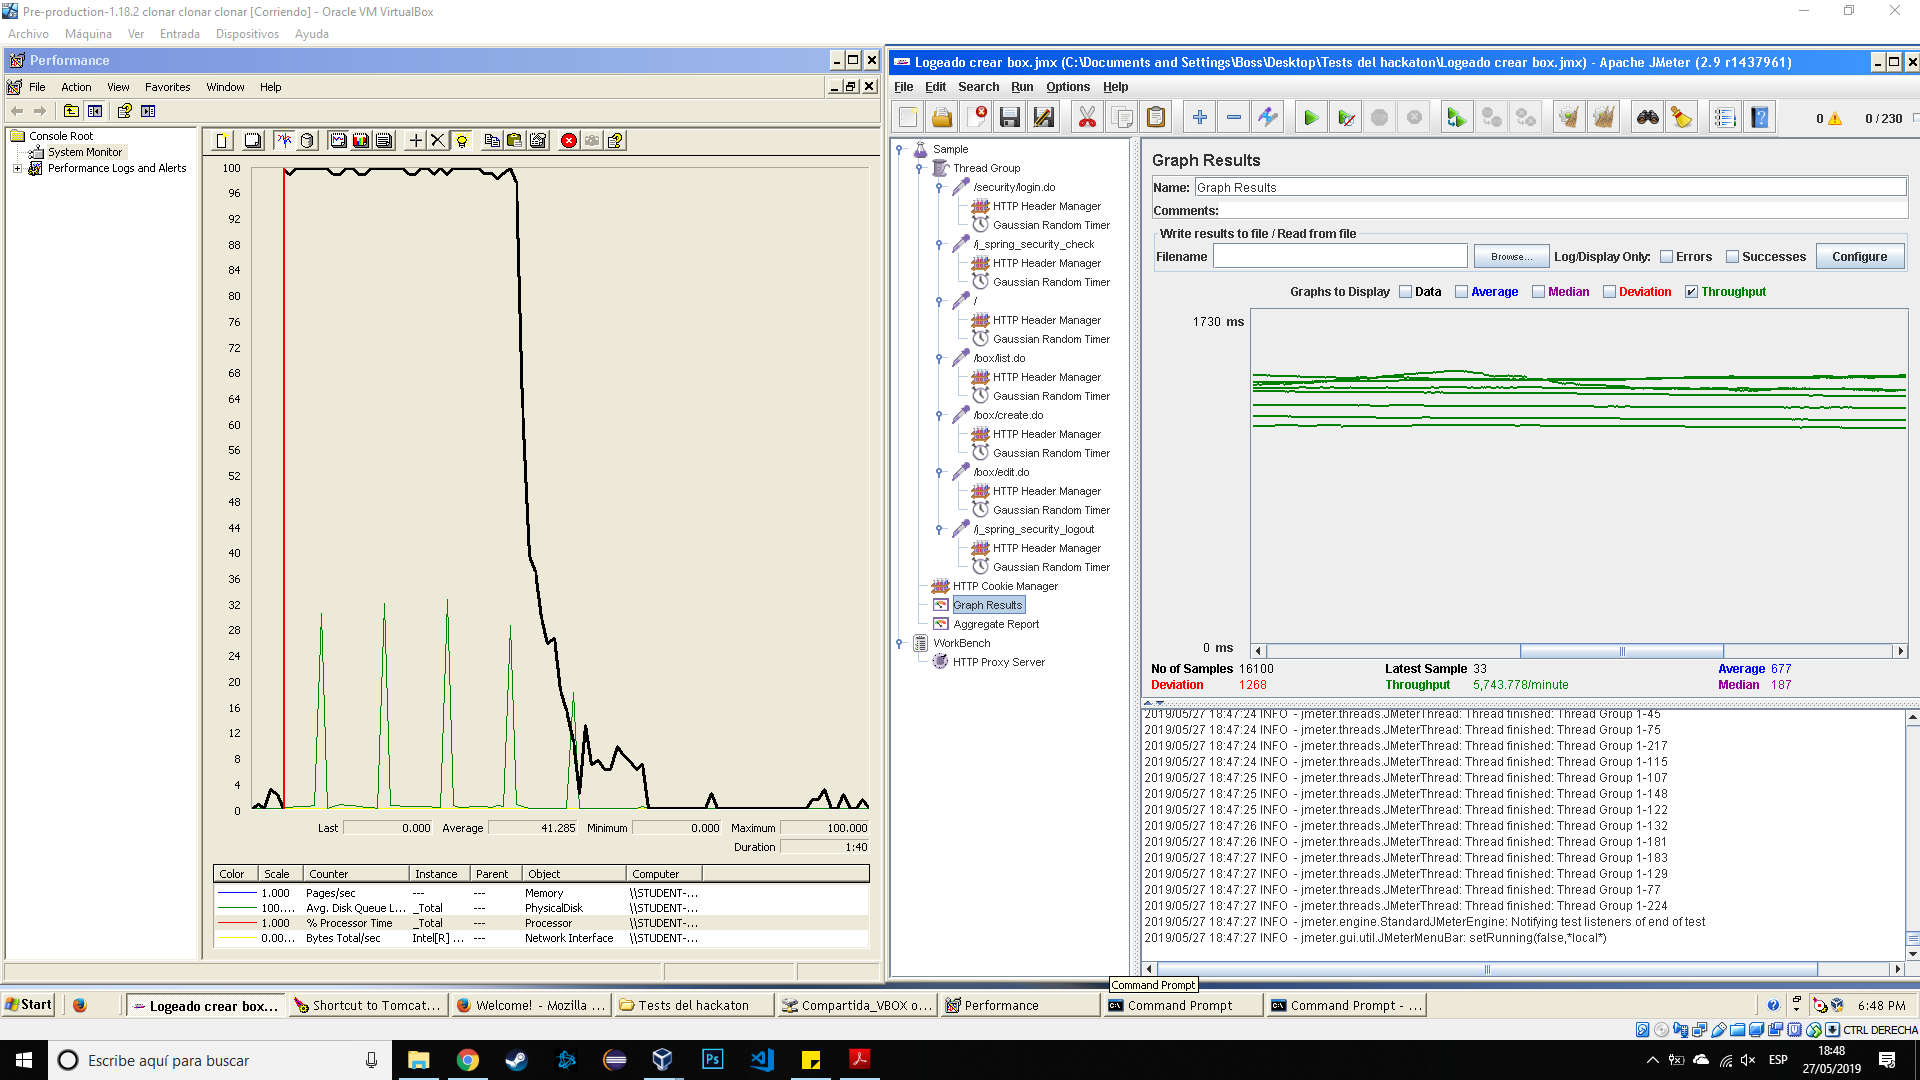 Pre-production-1.18.2 clonar clonar clonar [Corriendo] - Oracle VM VirtualBox
Archivo Máquina Ver Entrada Dispositivos Ayuda
Performance
File Action View Favorites Window Help
Console Root
System Monitor
Performance Logs and Alerts
100
96
92
88
84
80
76
72
68
64
60
56
52
48
44
40
36
32
28
24
20
16
12
8
4
0
Last 0.000 Average 41.285 Minimum 0.000 Maximum 100.000
Duration 1:40
Color Scale Counter Instance Parent Object Computer
1.000 Pages/sec --- --- Memory \\STUDENT-...
100.... Avg. Disk Queue L... _Total --- PhysicalDisk \\STUDENT-...
1.000 % Processor Time _Total --- Processor \\STUDENT-...
0.00... Bytes Total/sec Intel[R] ... --- Network Interface \\STUDENT-...
Logeado crear box.jmx (C:\Documents and Settings\Boss\Desktop\Tests del hackaton\Logeado crear box.jmx) - Apache JMeter (2.9 r1437961)
File Edit Search Run Options Help
0 0 / 230
Sample
Thread Group
/security/login.do
HTTP Header Manager
Gaussian Random Timer
/j_spring_security_check
HTTP Header Manager
Gaussian Random Timer
/
HTTP Header Manager
Gaussian Random Timer
/box/list.do
HTTP Header Manager
Gaussian Random Timer
/box/create.do
HTTP Header Manager
Gaussian Random Timer
/box/edit.do
HTTP Header Manager
Gaussian Random Timer
/j_spring_security_logout
HTTP Header Manager
Gaussian Random Timer
HTTP Cookie Manager
Graph Results
Aggregate Report
WorkBench
HTTP Proxy Server
Graph Results
Name: Graph Results
Comments:
Write results to file / Read from file
Filename Browse... Log/Display Only: Errors Successes Configure
Graphs to Display Data Average Median Deviation Throughput
1730 ms
0 ms
No of Samples 16100 Latest Sample 33 Average 677
Deviation 1268 Throughput 5,743.778/minute Median 187
2019/05/27 18:47:24 INFO - jmeter.threads.JMeterThread: Thread finished: Thread Group 1-45
2019/05/27 18:47:24 INFO - jmeter.threads.JMeterThread: Thread finished: Thread Group 1-75
2019/05/27 18:47:24 INFO - jmeter.threads.JMeterThread: Thread finished: Thread Group 1-217
2019/05/27 18:47:24 INFO - jmeter.threads.JMeterThread: Thread finished: Thread Group 1-115
2019/05/27 18:47:25 INFO - jmeter.threads.JMeterThread: Thread finished: Thread Group 1-107
2019/05/27 18:47:25 INFO - jmeter.threads.JMeterThread: Thread finished: Thread Group 1-148
2019/05/27 18:47:25 INFO - jmeter.threads.JMeterThread: Thread finished: Thread Group 1-122
2019/05/27 18:47:26 INFO - jmeter.threads.JMeterThread: Thread finished: Thread Group 1-132
2019/05/27 18:47:26 INFO - jmeter.threads.JMeterThread: Thread finished: Thread Group 1-181
2019/05/27 18:47:27 INFO - jmeter.threads.JMeterThread: Thread finished: Thread Group 1-183
2019/05/27 18:47:27 INFO - jmeter.threads.JMeterThread: Thread finished: Thread Group 1-129
2019/05/27 18:47:27 INFO - jmeter.threads.JMeterThread: Thread finished: Thread Group 1-77
2019/05/27 18:47:27 INFO - jmeter.threads.JMeterThread: Thread finished: Thread Group 1-224
2019/05/27 18:47:27 INFO - jmeter.engine.StandardJMeterEngine: Notifying test listeners of end of test
2019/05/27 18:47:27 INFO - jmeter.gui.util.JMeterMenuBar: setRunning(false,*local*)
Command Prompt
Start Logeado crear box... Shortcut to Tomcat... Welcome! - Mozilla ... Tests del hackaton Compartida_VBOX o... Performance Command Prompt Command Prompt - ... 6:48 PM
CTRL DERECHA
Escribe aquí para buscar
Ps
ESP
18:48
27/05/2019